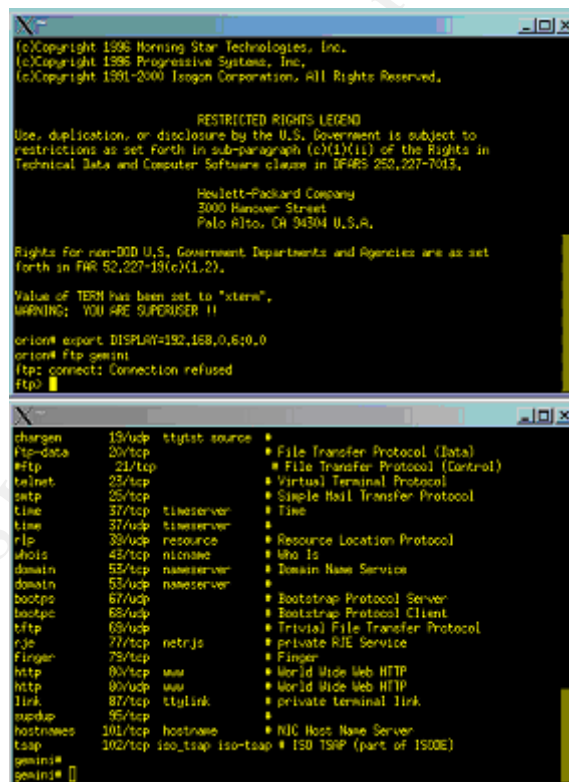 (c)Copyright 1996 Morning Star Technologies, Inc.
(c)Copyright 1996 Progressive Systems, Inc.
(c)Copyright 1991-2000 Isogon Corporation, All Rights Reserved.
RESTRICTED RIGHTS LEGEND
Use, duplication, or disclosure by the U.S. Government is subject to
restrictions as set forth in sub-paragraph (c)(1)(ii) of the Rights in
Technical Data and Computer Software clause in DFARS 252.227-7013.
Hewlett-Packard Company
3000 Hanover Street
Palo Alto, CA 94304 U.S.A.
Rights for non-DOD U.S. Government Departments and Agencies are as set
forth in FAR 52.227-19(c)(1,2).
Value of TERM has been set to "xterm".
WARNING: YOU ARE SUPERUSER !!
orion# export DISPLAY=192.168.0.6:0.0
orion# ftp gemini
ftp: connect: Connection refused
ftp>
chargen 19/udp ttytst source #
ftp-data 20/tcp # File Transfer Protocol (Data)
#ftp 21/tcp # File Transfer Protocol (Control)
telnet 23/tcp # Virtual Terminal Protocol
smtp 25/tcp # Simple Mail Transfer Protocol
time 37/tcp timeserver # Time
time 37/udp timeserver #
rlp 39/udp resource # Resource Location Protocol
whois 43/tcp nicname # Who Is
domain 53/tcp nameserver # Domain Name Service
domain 53/udp nameserver #
bootps 67/udp # Bootstrap Protocol Server
bootpc 68/udp # Bootstrap Protocol Client
tftp 69/udp # Trivial File Transfer Protocol
rje 77/tcp netrjs # private RJE Service
finger 79/tcp # Finger
http 80/tcp www # World Wide Web HTTP
http 80/udp www # World Wide Web HTTP
link 87/tcp ttylink # private terminal link
supdup 95/tcp #
hostnames 101/tcp hostname # NIC Host Name Server
tsap 102/tcp iso_tsap iso-tsap # ISO TSAP (part of ISODE)
gemini#
gemini#